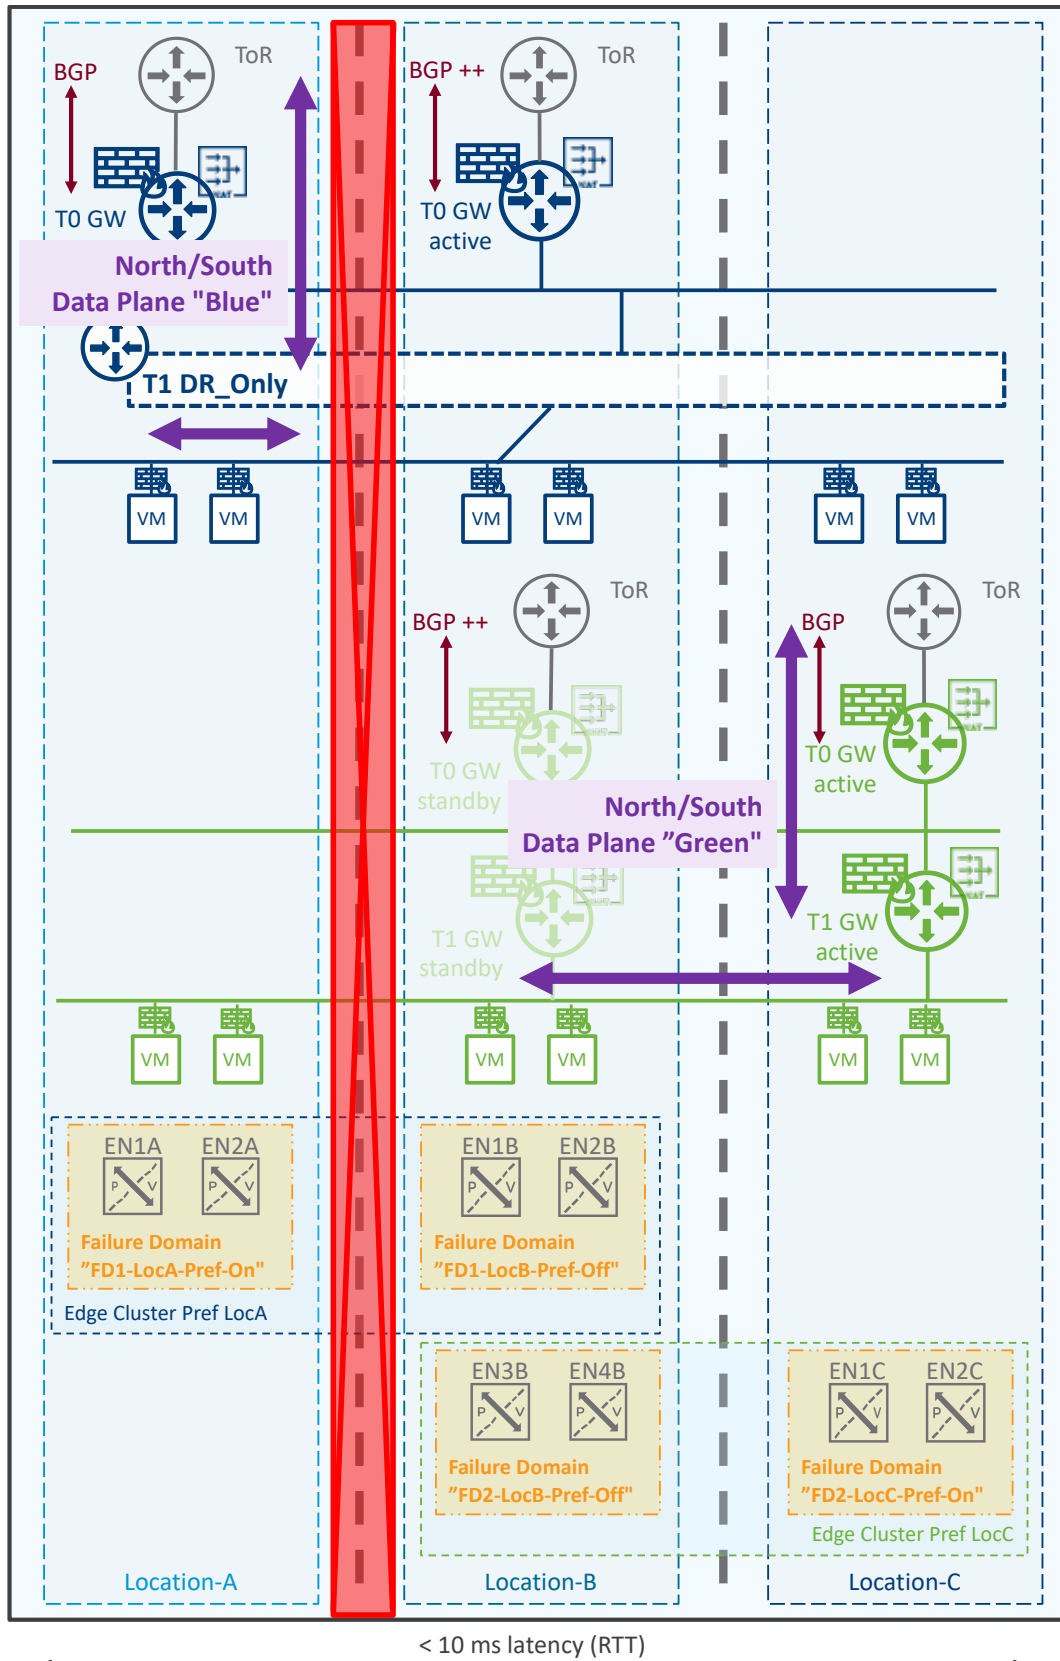 ToR
BGP
T0 GW
North/South
Data Plane "Blue"
ToR
BGP ++
T0 GW
active
NAT
T1 DR_Only
VM
VM
VM
VM
VM
VM
ToR
BGP ++
T0 GW
standby
ToR
BGP
T0 GW
active
NAT
North/South
Data Plane ”Green"
T1 GW
standby
T1 GW
active
NAT
VM
VM
VM
VM
VM
VM
EN1A
EN2A
P V
P V
Failure Domain
”FD1-LocA-Pref-On"
EN1B
EN2B
P V
P V
Failure Domain
”FD1-LocB-Pref-Off"
Edge Cluster Pref LocA
EN3B
EN4B
P V
P V
Failure Domain
”FD2-LocB-Pref-Off"
EN1C
EN2C
P V
P V
Failure Domain
”FD2-LocC-Pref-On"
Edge Cluster Pref LocC
Location-A
Location-B
Location-C
< 10 ms latency (RTT)